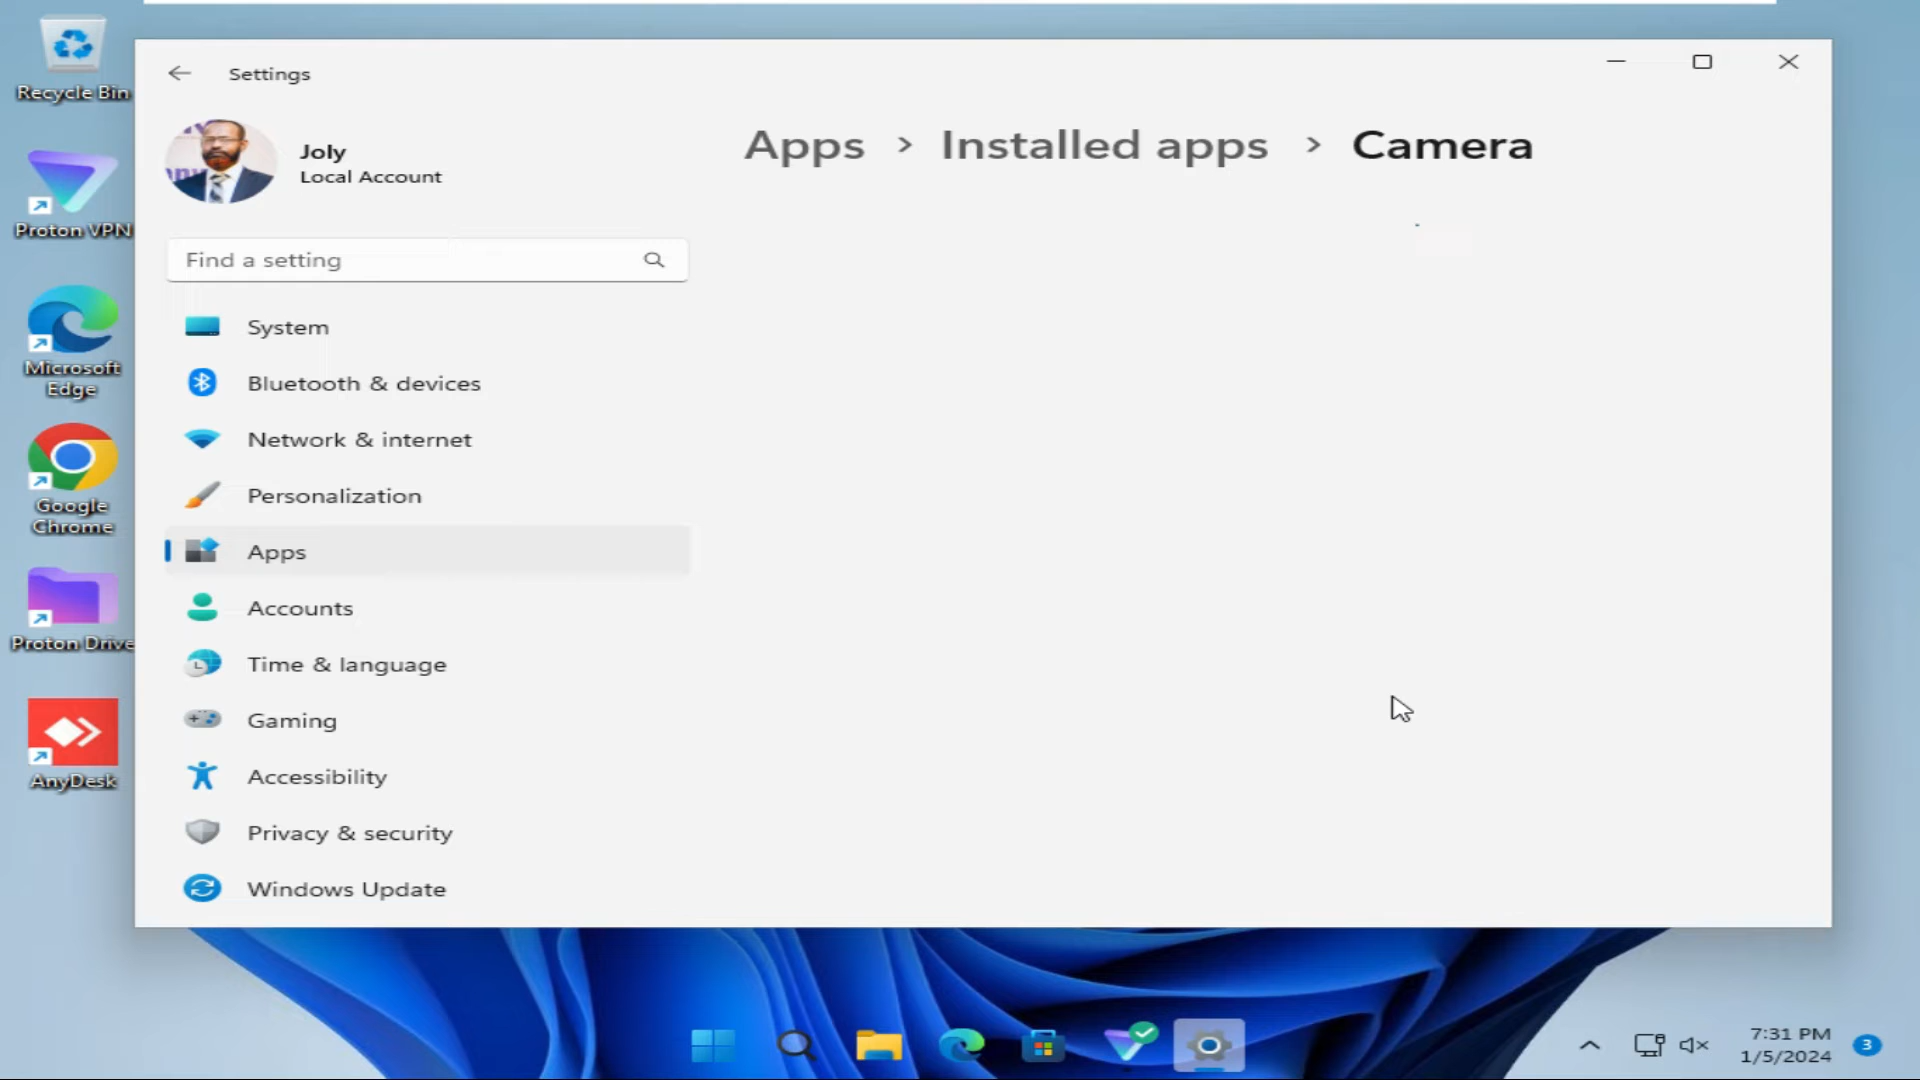 Recycle Bin
Proton VPN
Microsoft
Edge
Google
Chrome
Proton Drive
AnyDesk
Settings
Joly
Local Account
Find a setting
System
Bluetooth & devices
Network & internet
Personalization
Apps
Accounts
Time & language
Gaming
Accessibility
Privacy & security
Windows Update
Apps > Installed apps > Camera
7:31 PM
1/5/2024
3